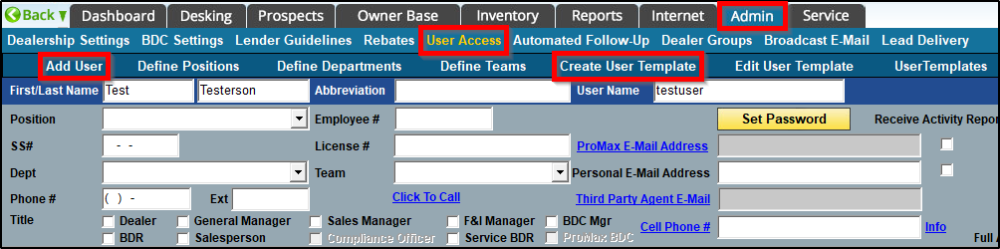 Back Dashboard Desking Prospects Owner Base Inventory Reports Internet Admin Service
Dealership Settings BDC Settings Lender Guidelines Rebates User Access Automated Follow-Up Dealer Groups Broadcast E-Mail Lead Delivery
Add User Define Positions Define Departments Define Teams Create User Template Edit User Template UserTemplates
First/Last Name Test Testerson Abbreviation User Name testuser
Position Employee # Set Password Receive Activity Repor
SS# - - License # ProMax E-Mail Address
Dept Team Personal E-Mail Address
Phone # ( ) - Ext Click To Call Third Party Agent E-Mail
Title Dealer General Manager Sales Manager F&I Manager BDC Mgr Cell Phone # Info
BDR Salesperson Compliance Officer Service BDR ProMax BDC Full A